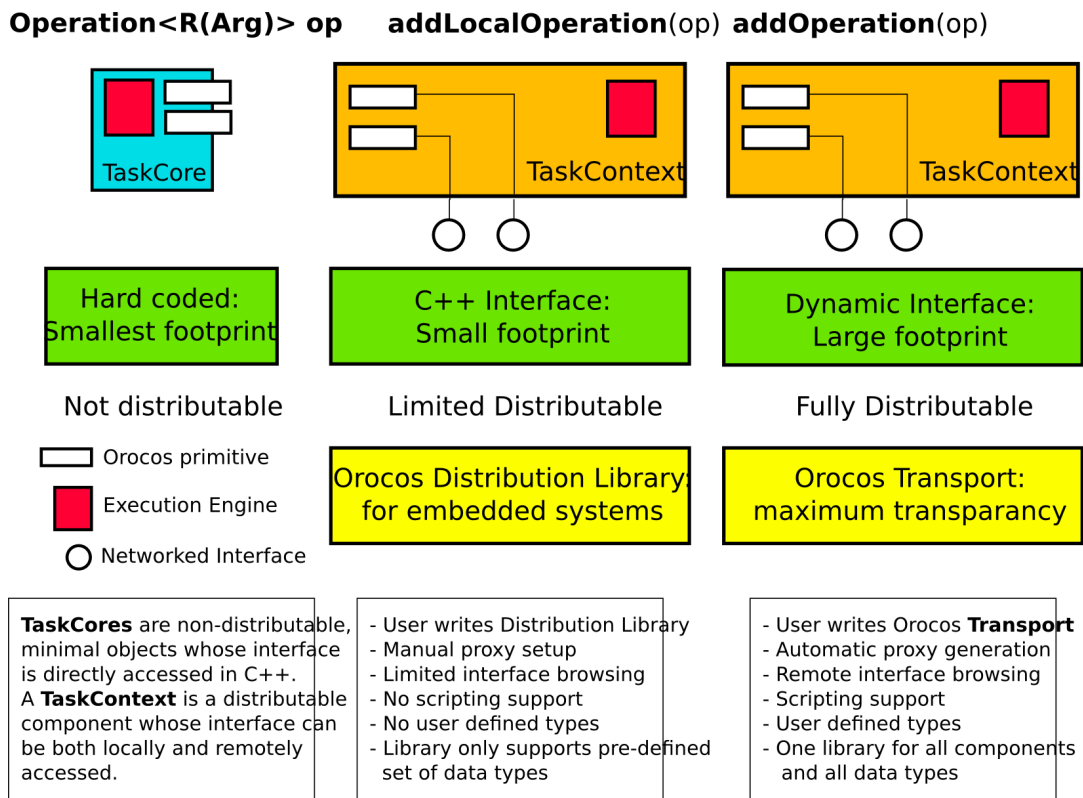 Operation<R(Arg)> op
addLocalOperation(op)
addOperation(op)
TaskCore
TaskContext
TaskContext
Hard coded:
Smallest footprint
C++ Interface:
Small footprint
Dynamic Interface:
Large footprint
Not distributable
Limited Distributable
Fully Distributable
Orocos primitive
Execution Engine
Networked Interface
Orocos Distribution Library:
for embedded systems
Orocos Transport:
maximum transparancy
TaskCores are non-distributable,
minimal objects whose interface
is directly accessed in C++.
A TaskContext is a distributable
component whose interface can
be both locally and remotely
accessed.
- User writes Distribution Library
- Manual proxy setup
- Limited interface browsing
- No scripting support
- No user defined types
- Library only supports pre-defined
set of data types
- User writes Orocos Transport
- Automatic proxy generation
- Remote interface browsing
- Scripting support
- User defined types
- One library for all components
and all data types